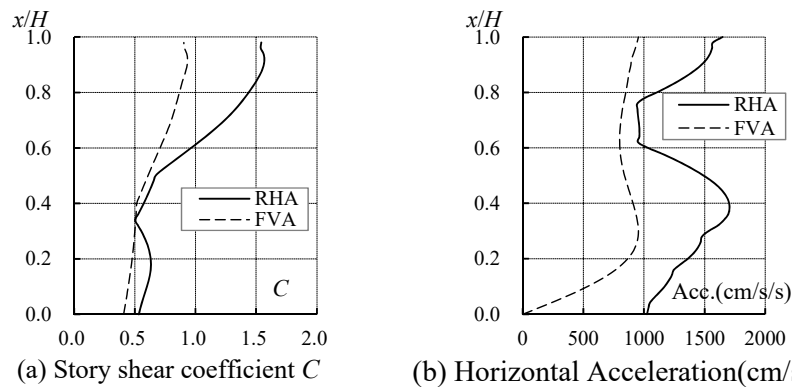 x/H
1.0
0.8
0.6
0.4
0.2
0.0
RHA
FVA
C
0.0 0.5 1.0 1.5 2.0
(a) Story shear coefficient C
x/H
1.0
0.8
0.6
0.4
0.2
0.0
RHA
FVA
Acc.(cm/s/s)
0 500 1000 1500 2000
(b) Horizontal Acceleration(cm/